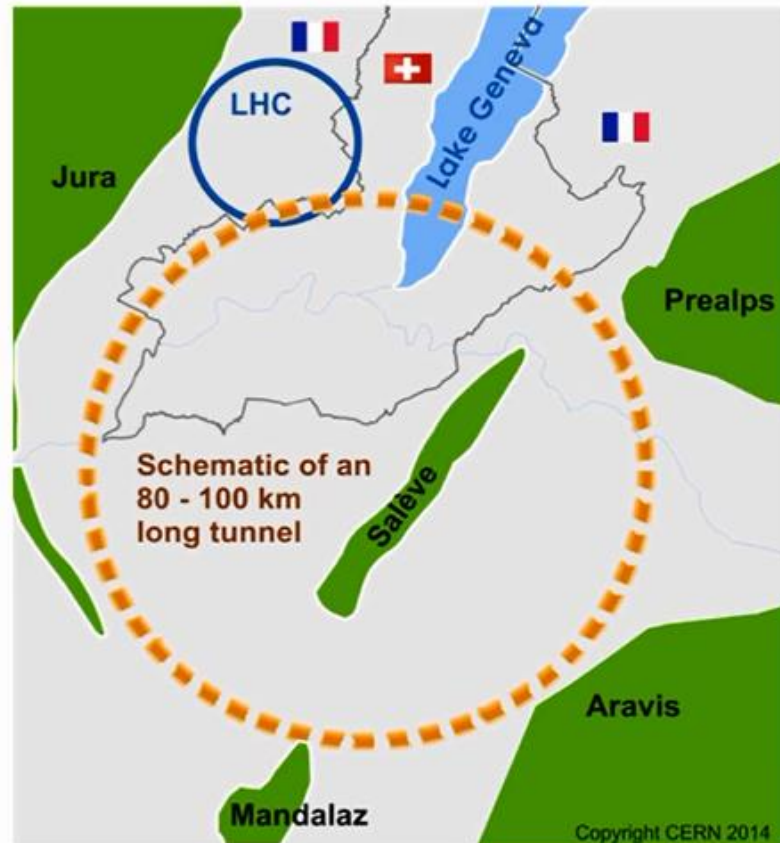 LHC
Lake Geneva
Jura
Prealps
Schematic of an
80 - 100 km
long tunnel
Salève
Aravis
Mandalaz
Copyright CERN 2014